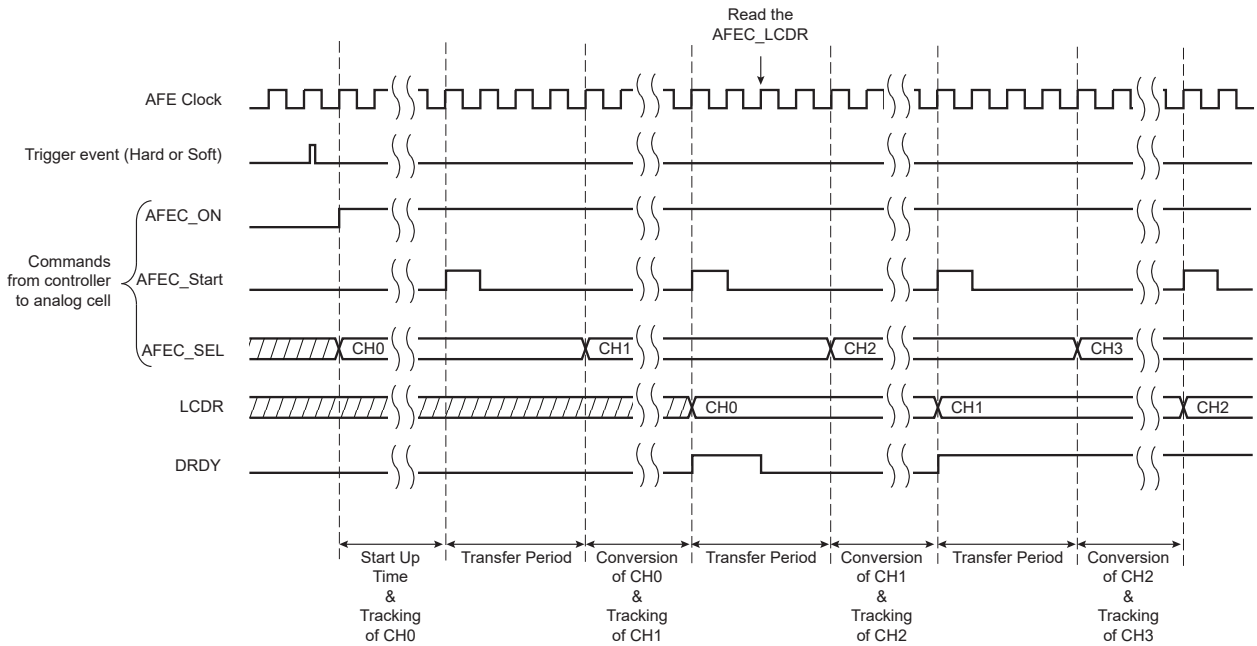 Read the
AFEC_LCDR
AFE Clock
Trigger event (Hard or Soft)
AFEC_ON
Commands
from controller
to analog cell
AFEC_Start
AFEC_SEL
CH0
CH1
CH2
CH3
LCDR
CH0
CH1
CH2
DRDY
Start Up
Time
&
Tracking
of CH0
Transfer Period
Conversion
of CH0
&
Tracking
of CH1
Transfer Period
Conversion
of CH1
&
Tracking
of CH2
Transfer Period
Conversion
of CH2
&
Tracking
of CH3